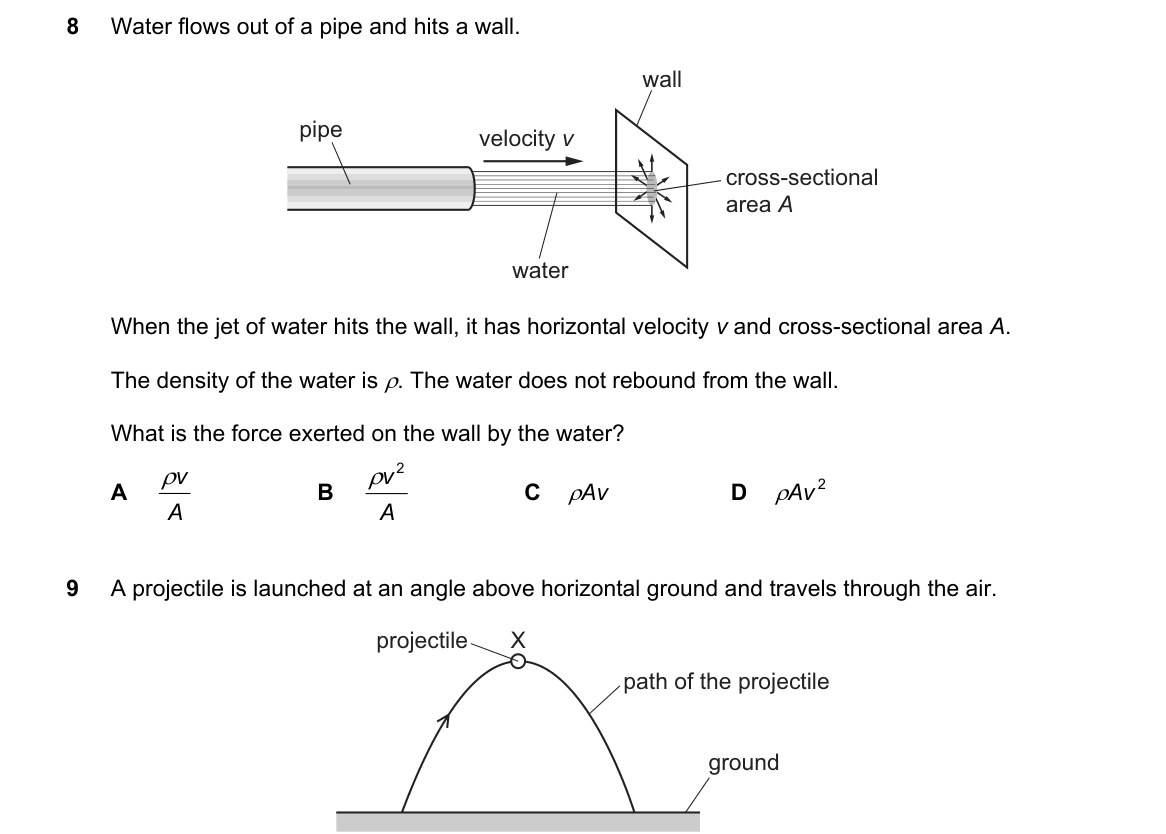 8 Water flows out of a pipe and hits a wall.
wall
pipe
velocity v
cross-sectional
area A
water
When the jet of water hits the wall, it has horizontal velocity v and cross-sectional area A.
The density of the water is ρ. The water does not rebound from the wall.
What is the force exerted on the wall by the water?
A ρv/A B ρv²/A C ρAv D ρAv²
9 A projectile is launched at an angle above horizontal ground and travels through the air.
projectile X
path of the projectile
ground